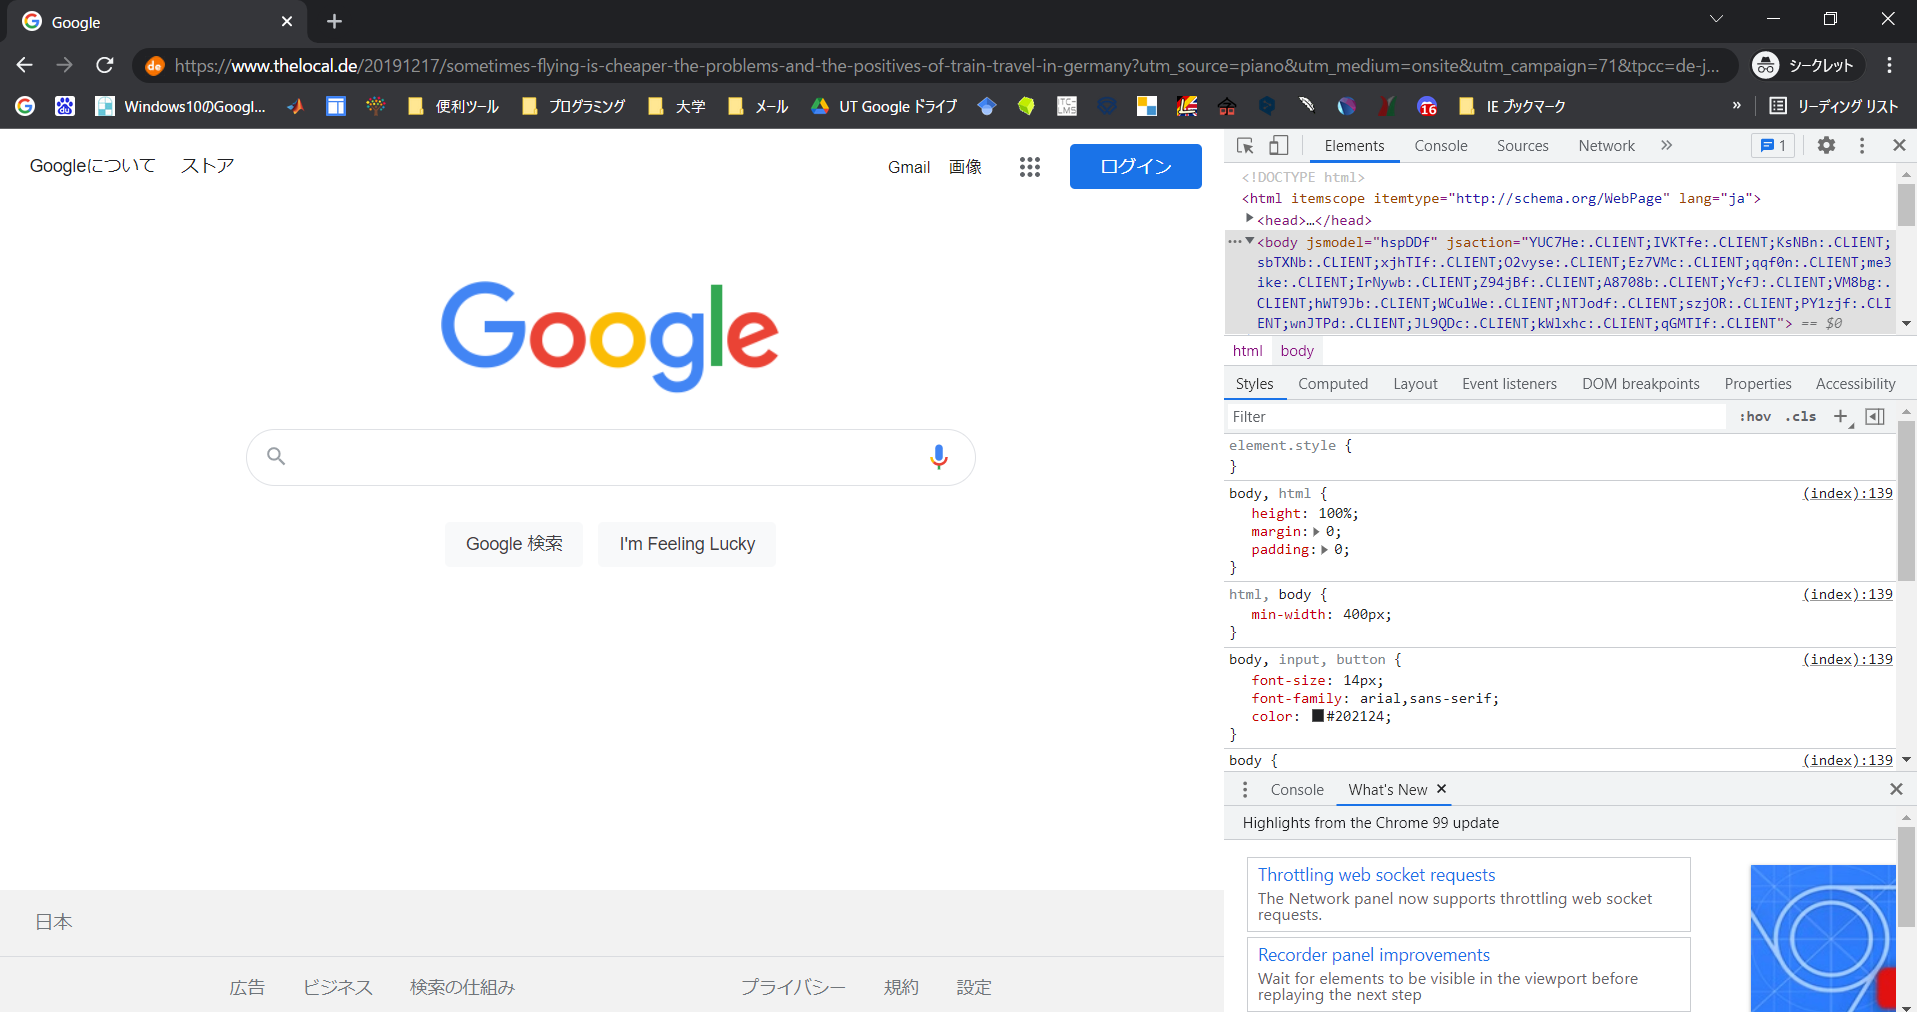 Google
https://www.thelocal.de/20191217/sometimes-flying-is-cheaper-the-problems-and-the-positives-of-train-travel-in-germany?utm_source=piano&utm_medium=onsite&utm_campaign=71&tpcc=de-j...
シークレット
Windows10のGoogl...
便利ツール
プログラミング
大学
メール
UT Google ドライブ
ITC-LMS
16
IE ブックマーク
»
リーディング リスト
Googleについて
ストア
Gmail
画像
ログイン
Google
Google 検索
I'm Feeling Lucky
日本
広告
ビジネス
検索の仕組み
プライバシー
規約
設定
Elements
Console
Sources
Network
»
1
<!DOCTYPE html>
<html itemscope itemtype="http://schema.org/WebPage" lang="ja">
<head>…</head>
<body jsmodel="hspDDf" jsaction="YUC7He:.CLIENT;IVKTfe:.CLIENT;KsNBn:.CLIENT;
sbTXNb:.CLIENT;xjhTIf:.CLIENT;O2vyse:.CLIENT;Ez7VMc:.CLIENT;qqf0n:.CLIENT;me3
ike:.CLIENT;IrNywb:.CLIENT;Z94jBf:.CLIENT;A8708b:.CLIENT;YcfJ:.CLIENT;VM8bg:.
CLIENT;hWT9Jb:.CLIENT;WCulWe:.CLIENT;NTJodf:.CLIENT;szjOR:.CLIENT;PY1zjf:.CLI
ENT;wnJTPd:.CLIENT;JL9QDc:.CLIENT;kWlxhc:.CLIENT;qGMTIf:.CLIENT"> == $0
html
body
Styles
Computed
Layout
Event listeners
DOM breakpoints
Properties
Accessibility
Filter
:hov
.cls
element.style {
}
body, html {
(index):139
height: 100%;
margin: 0;
padding: 0;
}
html, body {
(index):139
min-width: 400px;
}
body, input, button {
(index):139
font-size: 14px;
font-family: arial,sans-serif;
color: #202124;
}
body {
(index):139
Console
What's New
Highlights from the Chrome 99 update
Throttling web socket requests
The Network panel now supports throttling web socket
requests.
Recorder panel improvements
Wait for elements to be visible in the viewport before
replaying the next step